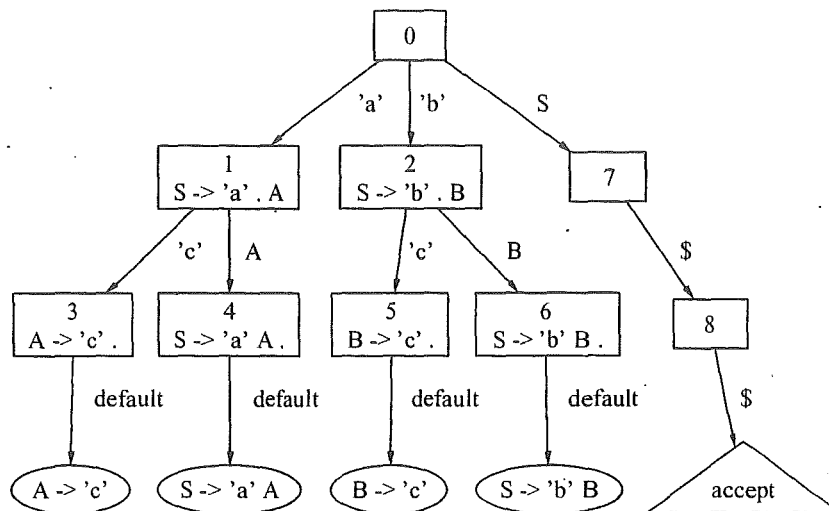 0
'a'
'b'
S
1
S -> 'a' . A
2
S -> 'b' . B
7
'c'
A
'c'
B
$
3
A -> 'c' .
4
S -> 'a' A .
5
B -> 'c' .
6
S -> 'b' B .
8
default
default
default
default
$
A -> 'c'
S -> 'a' A
B -> 'c'
S -> 'b' B
accept